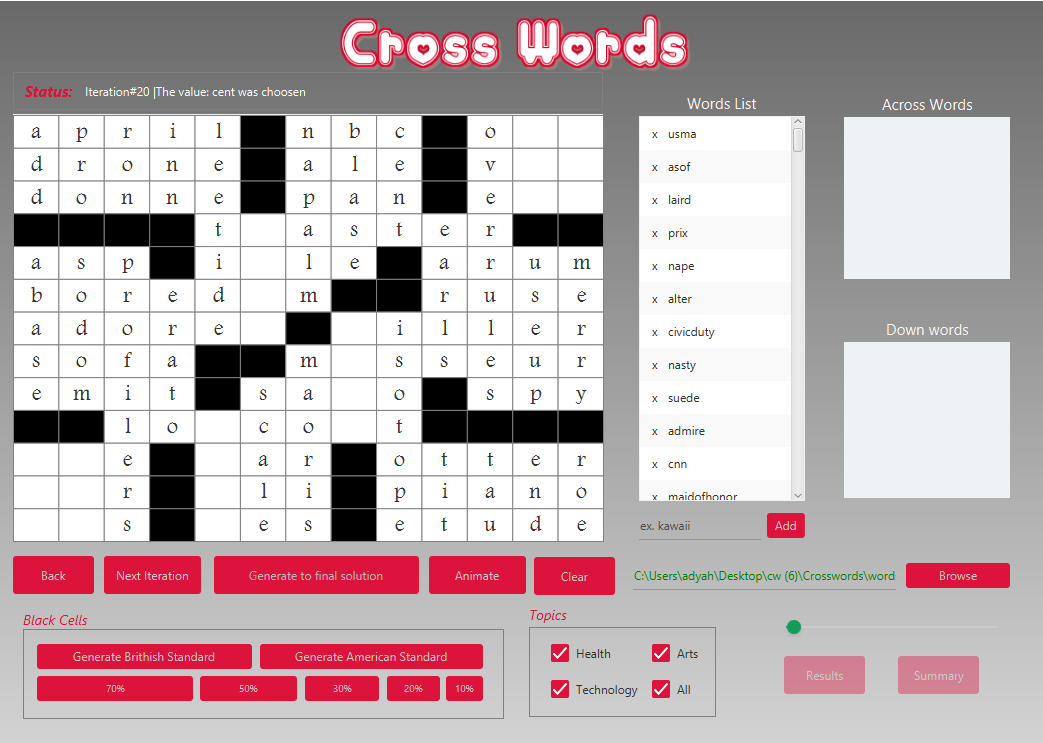 Cross Words
Status: Iteration#20 |The value: cent was choosen
a p r i l n b c o
d r o n e a l e v
d o n n e p a n e
t a s t e r
a s p i l e a r u m
b o r e d m r u s e
a d o r e i l l e r
s o f a m s s e u r
e m i t s a o s p y
l o c o t
e a r o t t e r
r l i p i a n o
s e s e t u d e
Words List
x usma
x asof
x laird
x prix
x nape
x alter
x civicduty
x nasty
x suede
x admire
x cnn
x maidofhonor
ex. kawaii
Add
Across Words
Down words
Back
Next Iteration
Generate to final solution
Animate
Clear
C:\Users\adyah\Desktop\cw (6)\Crosswords\word
Browse
Black Cells
Generate Brithish Standard
Generate American Standard
70%
50%
30%
20%
10%
Topics
Health
Arts
Technology
All
Results
Summary